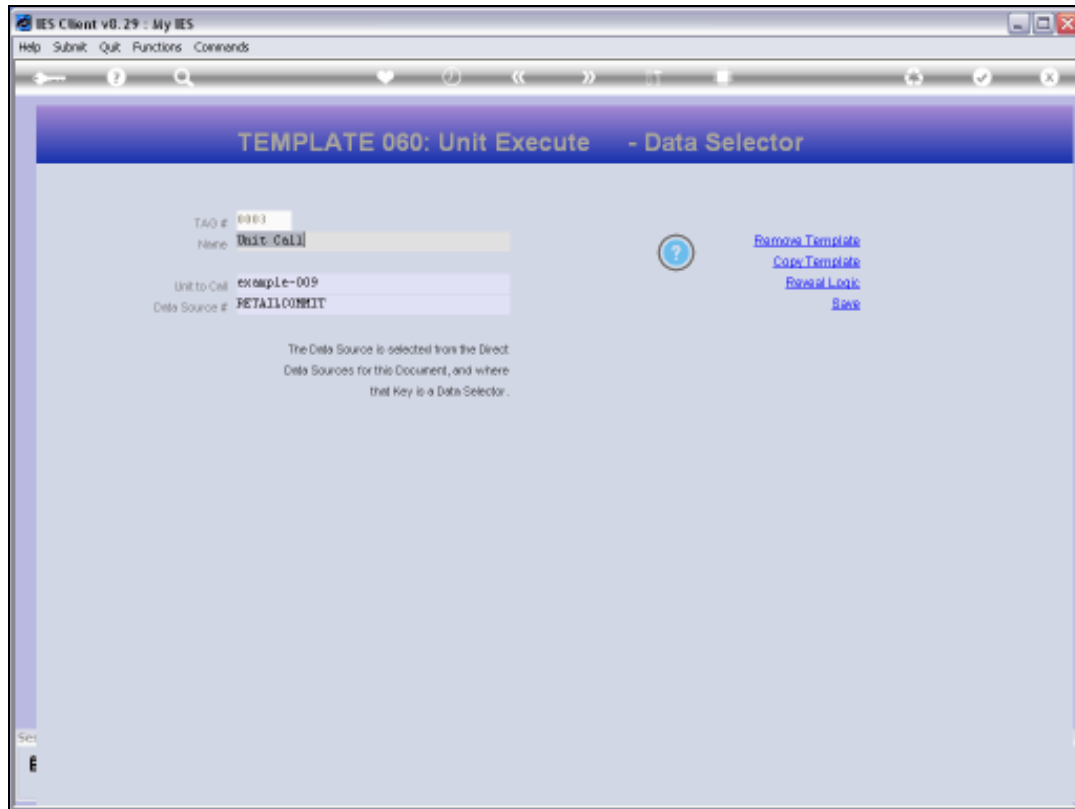 IES Client v8.29 : My IES
Help Submit Quit Functions Commands
TEMPLATE 060: Unit Execute - Data Selector
TAG # 0003
Name Unit Call
Remove Template
Copy Template
Reveal Logic
Save
Unit to Call example-009
Data Source # RETAILCOMMIT
The Data Source is selected from the Direct
Data Sources for this Document, and where
that Key is a Data Selector.